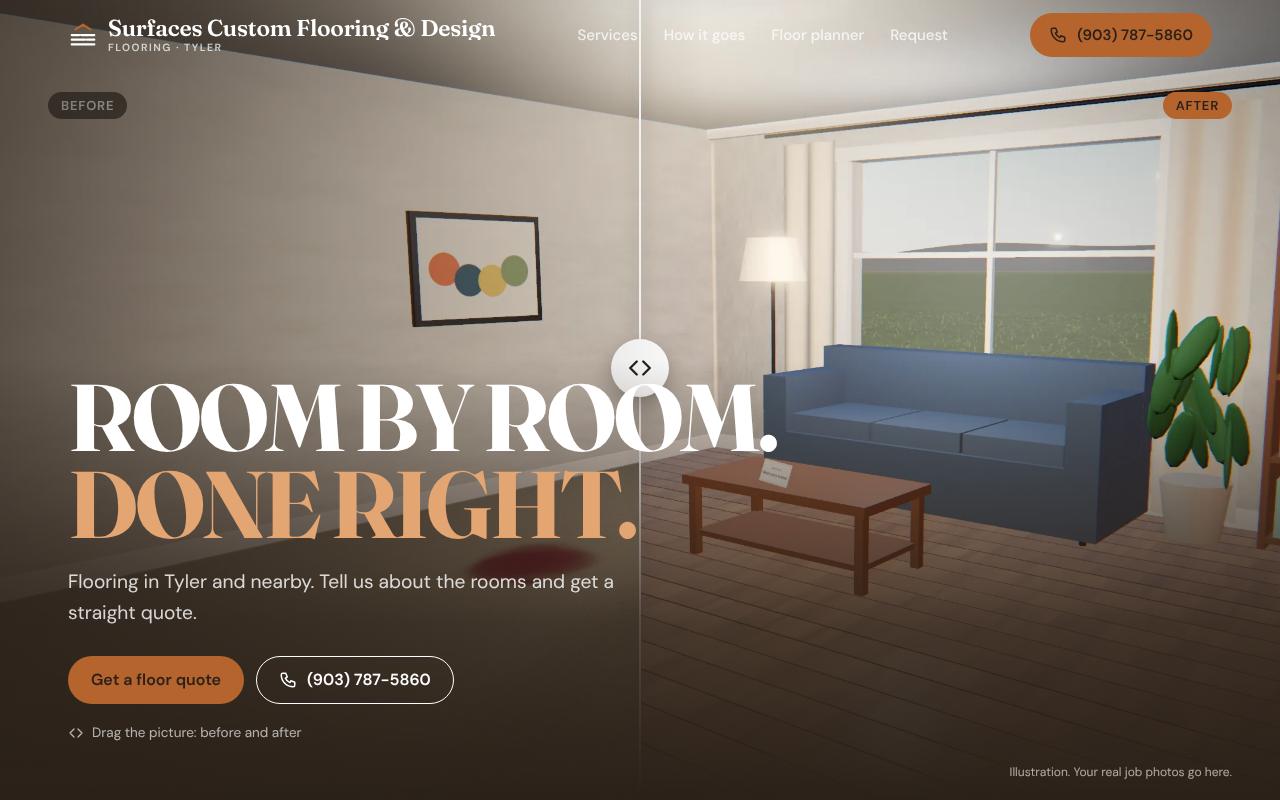 Surfaces Custom Flooring & Design
FLOORING · TYLER
Services
How it goes
Floor planner
Request
(903) 787-5860
BEFORE
AFTER
ROOM BY ROOM.
DONE RIGHT.
Flooring in Tyler and nearby. Tell us about the rooms and get a
straight quote.
Get a floor quote
(903) 787-5860
Drag the picture: before and after
Illustration. Your real job photos go here.